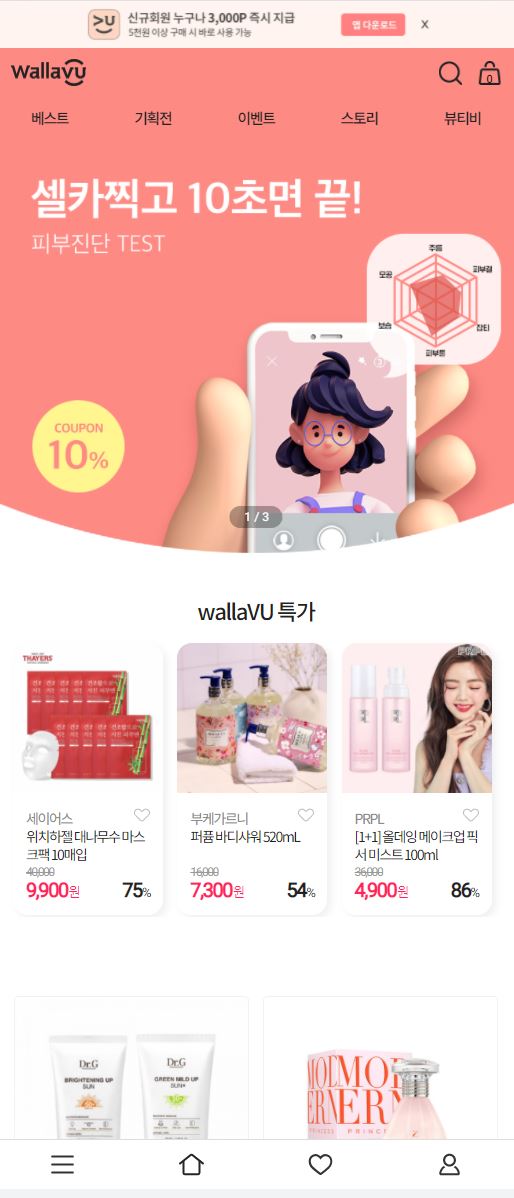 신규회원 누구나 3,000P 즉시 지급
5천원 이상 구매 시 바로 사용 가능
앱 다운로드
X
wallavu
0
베스트
기획전
이벤트
스토리
뷰티비
셀카찍고 10초면 끝!
피부진단 TEST
주름
모공
피부결
보습
잡티
피부톤
COUPON
10%
1 / 3
wallaVU 특가
THAYERS
PRPL
세이어스
위치하젤 대나무수 마스
크팩 10매입
40,000
9,900원
75%
부케가르니
퍼퓸 바디샤워 520mL
16,000
7,300원
54%
PRPL
[1+1] 올데잉 메이크업 픽
서 미스트 100ml
36,000
4,900원
86%
Dr.G
BRIGHTENING UP
SUN
Dr.G
GREEN MILD UP
SUN+
MODMOD
ERNERN
PRINCESS PRINC